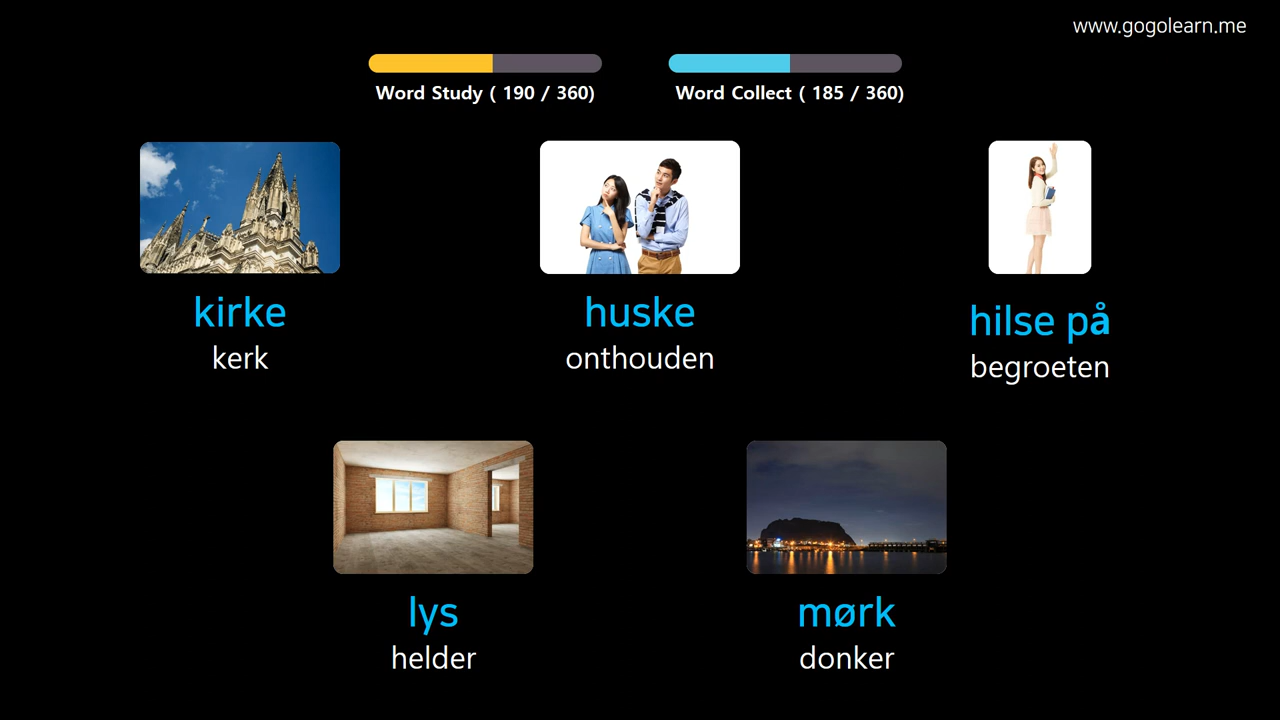 www.gogolearn.me
Word Study ( 190 / 360)
Word Collect ( 185 / 360)
kirke
kerk
huske
onthouden
hilse på
begroeten
lys
helder
mørk
donker